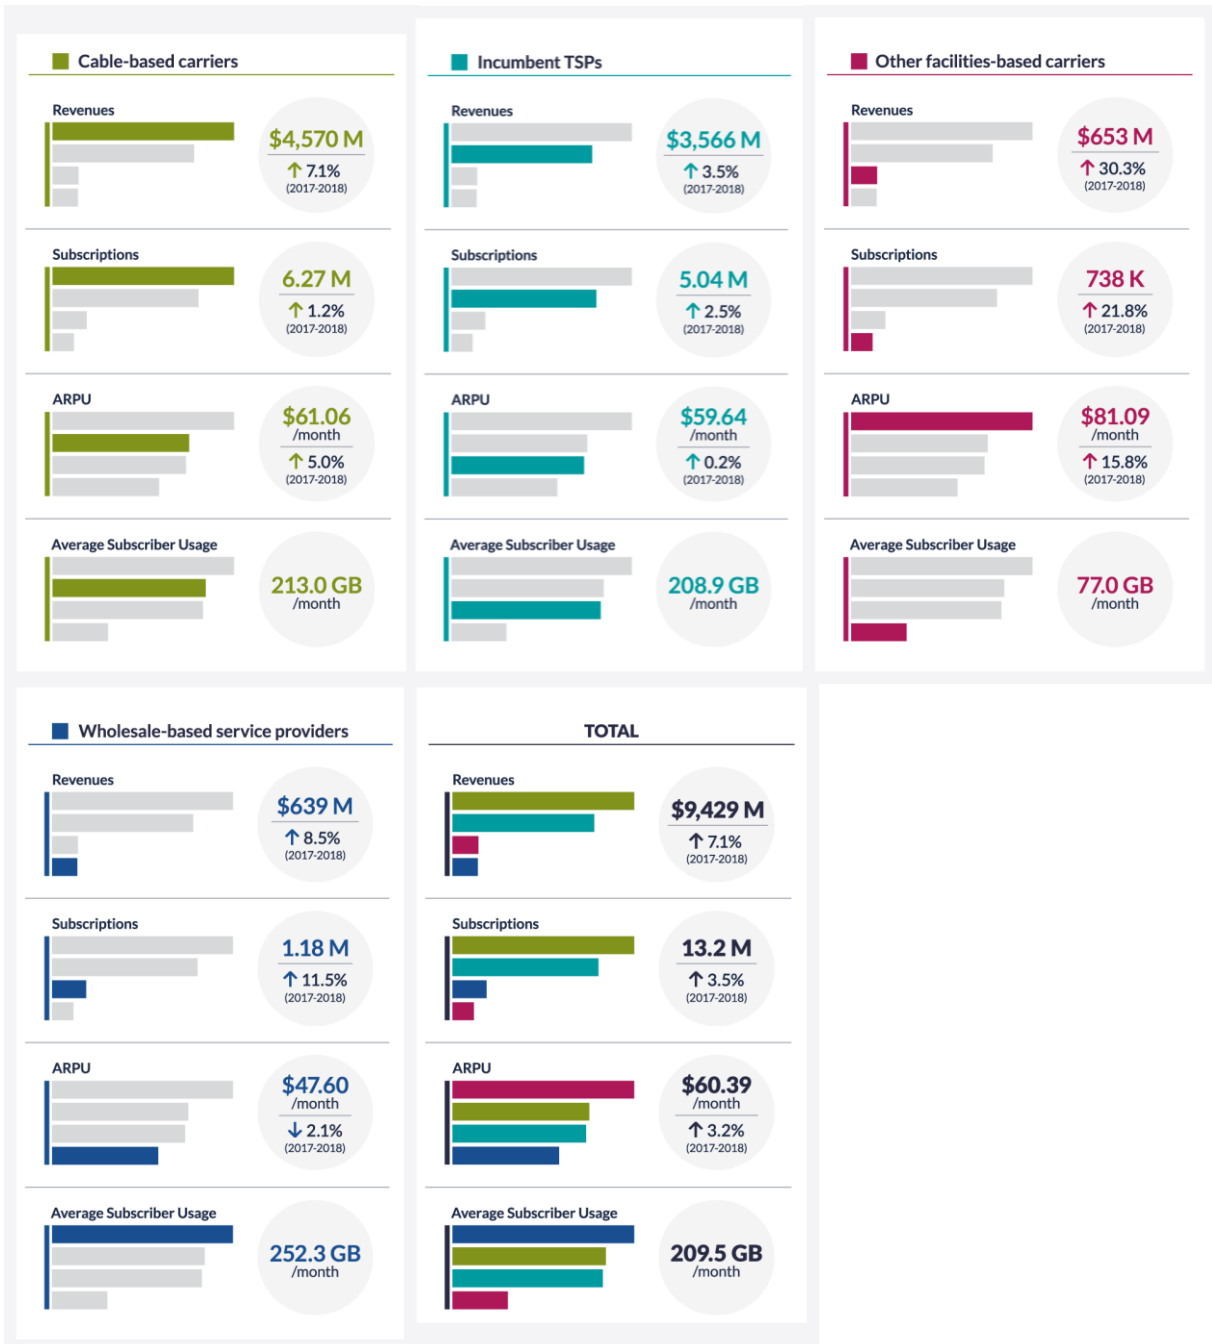 Cable-based carriers
Revenues
$4,570 M
↑ 7.1%
(2017-2018)
Subscriptions
6.27 M
↑ 1.2%
(2017-2018)
ARPU
$61.06
/month
↑ 5.0%
(2017-2018)
Average Subscriber Usage
213.0 GB
/month
Incumbent TSPs
Revenues
$3,566 M
↑ 3.5%
(2017-2018)
Subscriptions
5.04 M
↑ 2.5%
(2017-2018)
ARPU
$59.64
/month
↑ 0.2%
(2017-2018)
Average Subscriber Usage
208.9 GB
/month
Other facilities-based carriers
Revenues
$653 M
↑ 30.3%
(2017-2018)
Subscriptions
738 K
↑ 21.8%
(2017-2018)
ARPU
$81.09
/month
↑ 15.8%
(2017-2018)
Average Subscriber Usage
77.0 GB
/month
Wholesale-based service providers
Revenues
$639 M
↑ 8.5%
(2017-2018)
Subscriptions
1.18 M
↑ 11.5%
(2017-2018)
ARPU
$47.60
/month
↓ 2.1%
(2017-2018)
Average Subscriber Usage
252.3 GB
/month
TOTAL
Revenues
$9,429 M
↑ 7.1%
(2017-2018)
Subscriptions
13.2 M
↑ 3.5%
(2017-2018)
ARPU
$60.39
/month
↑ 3.2%
(2017-2018)
Average Subscriber Usage
209.5 GB
/month